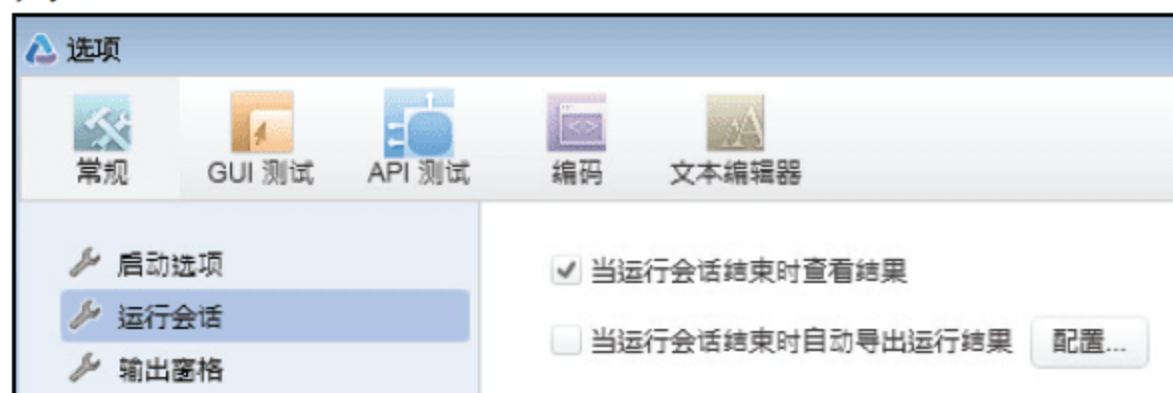 选项
常规 GUI 测试 API 测试 编码 文本编辑器
启动选项
当运行会话结束时查看结果
运行会话
当运行会话结束时自动导出运行结果 配置...
输出窗格